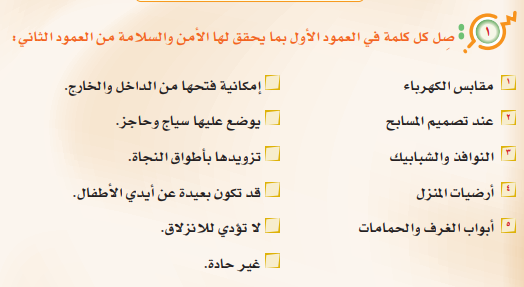 ١ صِل كل كلمة في العمود الأول بما يحقق لها الأمن والسلامة من العمود الثاني:
١ مقابس الكهرباء إمكانية فتحها من الداخل والخارج.
٢ عند تصميم المسابح يوضع عليها سياج وحاجز.
٣ النوافذ والشبابيك تزويدها بأطواق النجاة.
٤ أرضيات المنزل قد تكون بعيدة عن أيدي الأطفال.
٥ أبواب الغرف والحمامات لا تؤدي للانزلاق.
غير حادة.